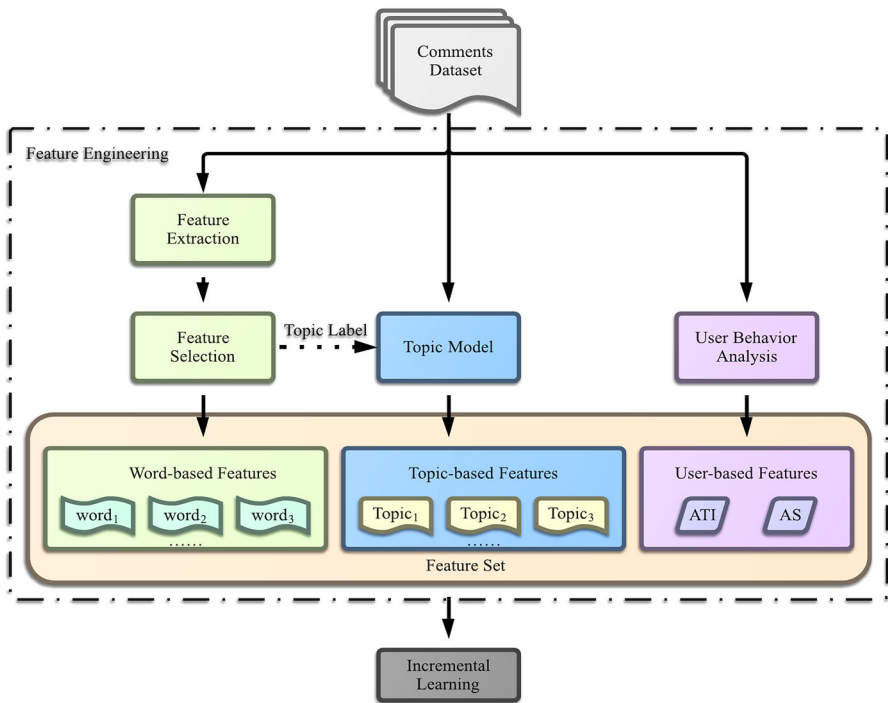 Comments
Dataset
Feature Engineering
Feature
Extraction
Feature
Selection
Topic Label
Topic Model
User Behavior
Analysis
Word-based Features
word₁ word₂ word₃
......
Topic-based Features
Topic₁ Topic₂ Topic₃
......
User-based Features
ATI AS
Feature Set
Incremental
Learning